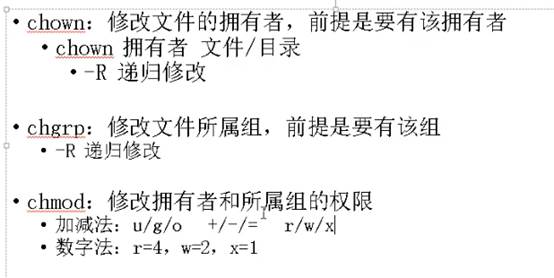 • chown: 修改文件的拥有者，前提是要有该拥有者
• chown 拥有者 文件/目录
• -R 递归修改
• chgrp: 修改文件所属组，前提是要有该组
• -R 递归修改
• chmod: 修改拥有者和所属组的权限
• 加减法: u/g/o +/-/= r/w/x
• 数字法: r=4, w=2, x=1